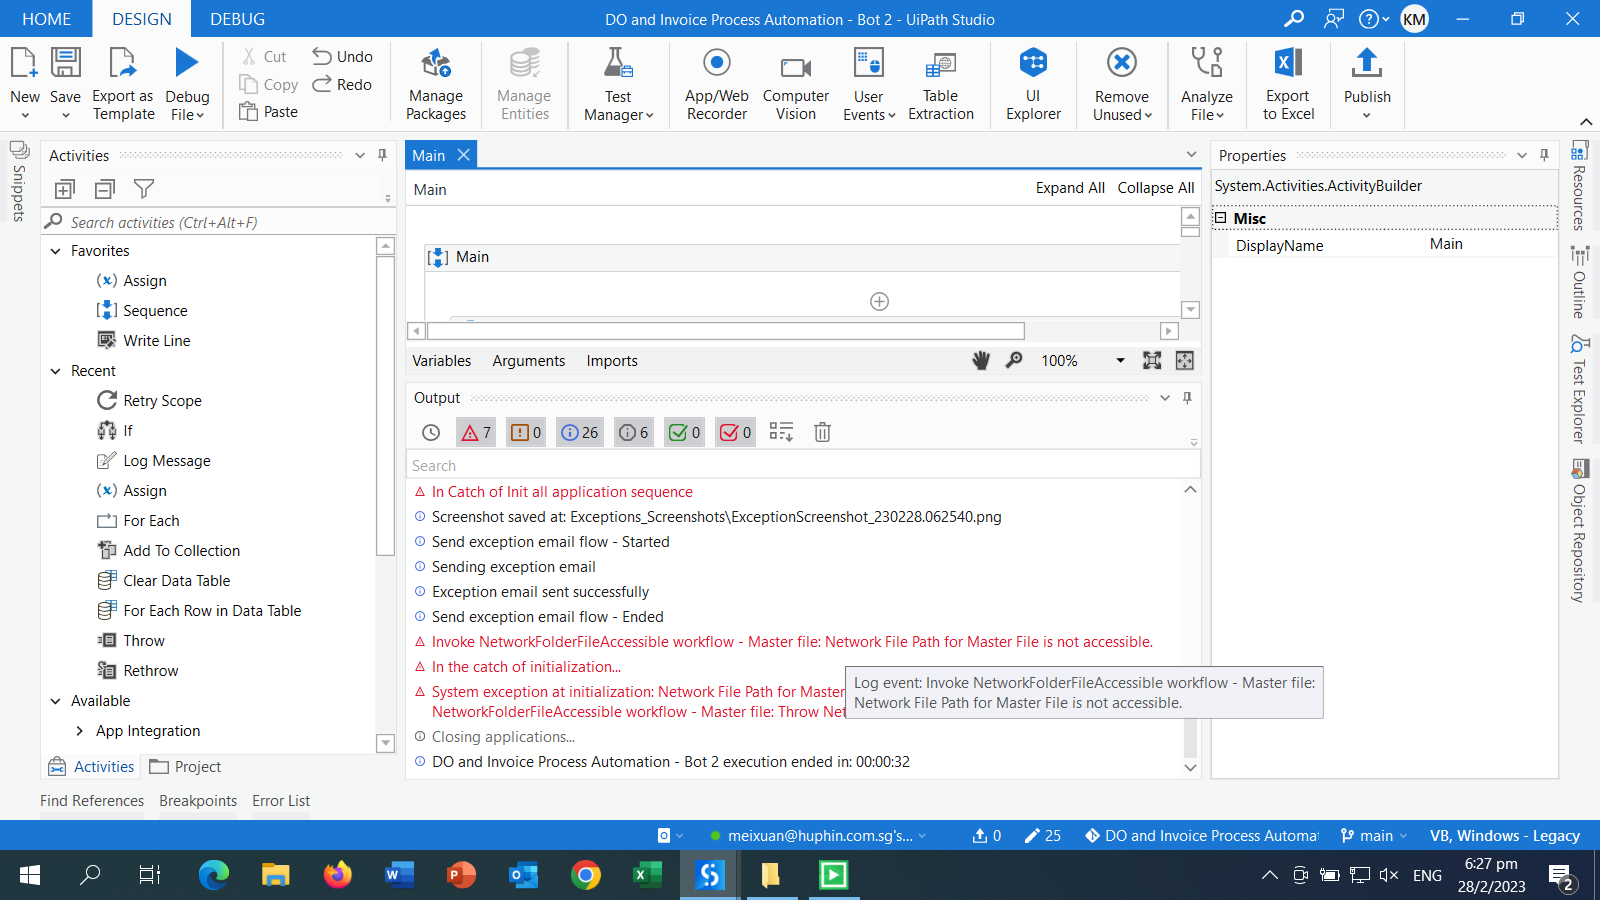 HOME DESIGN DEBUG DO and Invoice Process Automation - Bot 2 - UiPath Studio KM
New
Save
Export as
Template
Debug
File
Cut
Copy
Paste
Undo
Redo
Manage
Packages
Manage
Entities
Test
Manager
App/Web
Recorder
Computer
Vision
User
Events
Table
Extraction
UI
Explorer
Remove
Unused
Analyze
File
Export
to Excel
Publish
Snippets
Activities
Search activities (Ctrl+Alt+F)
Favorites
Assign
Sequence
Write Line
Recent
Retry Scope
If
Log Message
Assign
For Each
Add To Collection
Clear Data Table
For Each Row in Data Table
Throw
Rethrow
Available
App Integration
Activities Project
Main
Main Expand All Collapse All
Main
Variables Arguments Imports 100%
Output
7 0 26 6 0 0
Search
In Catch of Init all application sequence
Screenshot saved at: Exceptions_Screenshots\ExceptionScreenshot_230228.062540.png
Send exception email flow - Started
Sending exception email
Exception email sent successfully
Send exception email flow - Ended
Invoke NetworkFolderFileAccessible workflow - Master file: Network File Path for Master File is not accessible.
In the catch of initialization...
System exception at initialization: Network File Path for Master
NetworkFolderFileAccessible workflow - Master file: Throw Net
Log event: Invoke NetworkFolderFileAccessible workflow - Master file:
Network File Path for Master File is not accessible.
Closing applications...
DO and Invoice Process Automation - Bot 2 execution ended in: 00:00:32
Properties
System.Activities.ActivityBuilder
Misc
DisplayName Main
Resources
Outline
Test Explorer
Object Repository
Find References Breakpoints Error List
meixuan@huphin.com.sg's... 0 25 DO and Invoice Process Automat main VB, Windows - Legacy
ENG
6:27 pm
28/2/2023
2